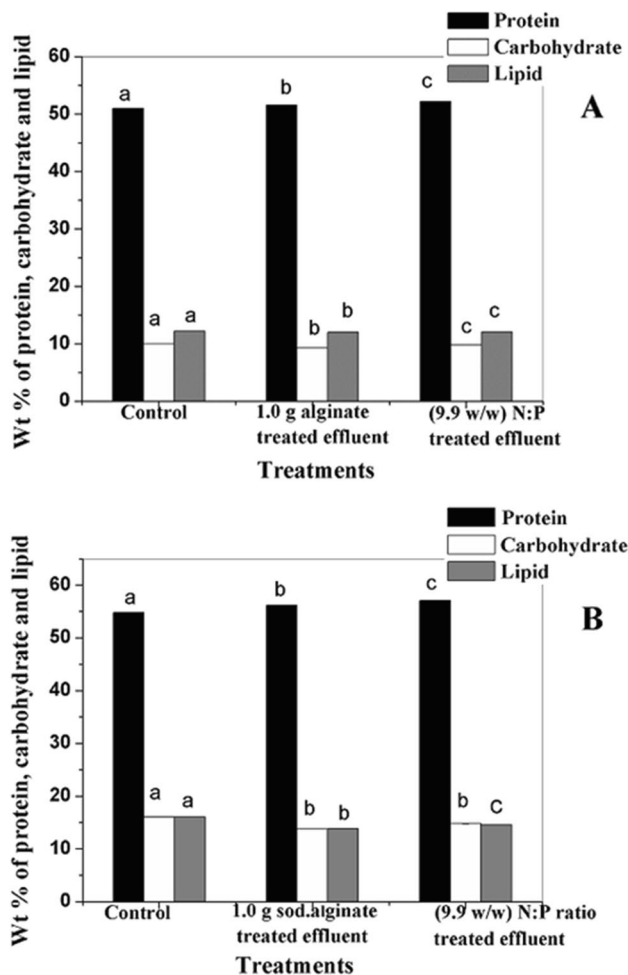 Protein
Carbohydrate
Lipid
A
Wt % of protein, carbohydrate and lipid
60
50
40
30
20
10
0
a
b
c
a
a
b
b
c
c
Control
1.0 g alginate
treated effluent
(9.9 w/w) N:P
treated effluent
Treatments
Protein
Carbohydrate
Lipid
B
Wt % of protein, carbohydrate and lipid
60
50
40
30
20
10
0
a
b
c
a
a
b
b
b
C
Control
1.0 g sod.alginate
treated effluent
(9.9 w/w) N:P ratio
treated effluent
Treatments